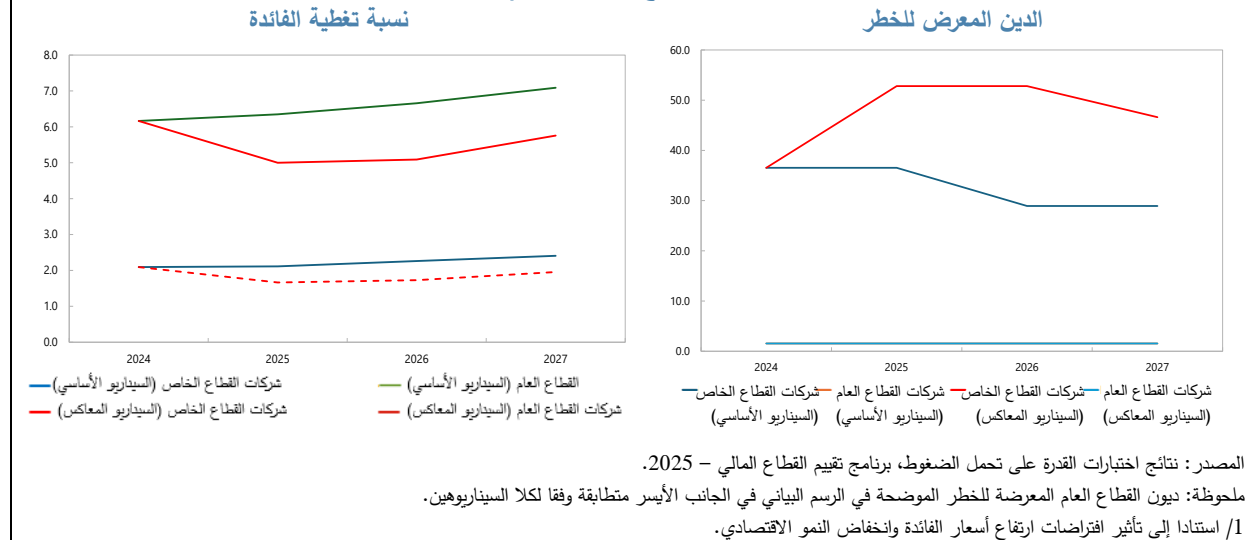 الدين المعرض للخطر
60.0
50.0
40.0
30.0
20.0
10.0
0.0
2024 2025 2026 2027
شركات القطاع الخاص (السيناريو الأساسي)
شركات القطاع العام (السيناريو الأساسي)
شركات القطاع الخاص (السيناريو المعاكس)
شركات القطاع العام (السيناريو المعاكس)
نسبة تغطية الفائدة
8.0
7.0
6.0
5.0
4.0
3.0
2.0
1.0
0.0
2024 2025 2026 2027
شركات القطاع الخاص (السيناريو الأساسي)
القطاع العام (السيناريو الأساسي)
شركات القطاع الخاص (السيناريو المعاكس)
شركات القطاع العام (السيناريو المعاكس)
المصدر: نتائج اختبارات القدرة على تحمل الضغوط، برنامج تقييم القطاع المالي – 2025.
ملحوظة: ديون القطاع العام المعرضة للخطر الموضحة في الرسم البياني في الجانب الأيسر متطابقة وفقا لكلا السيناريوهين.
1/ استنادا إلى تأثير افتراضات ارتفاع أسعار الفائدة وانخفاض النمو الاقتصادي.